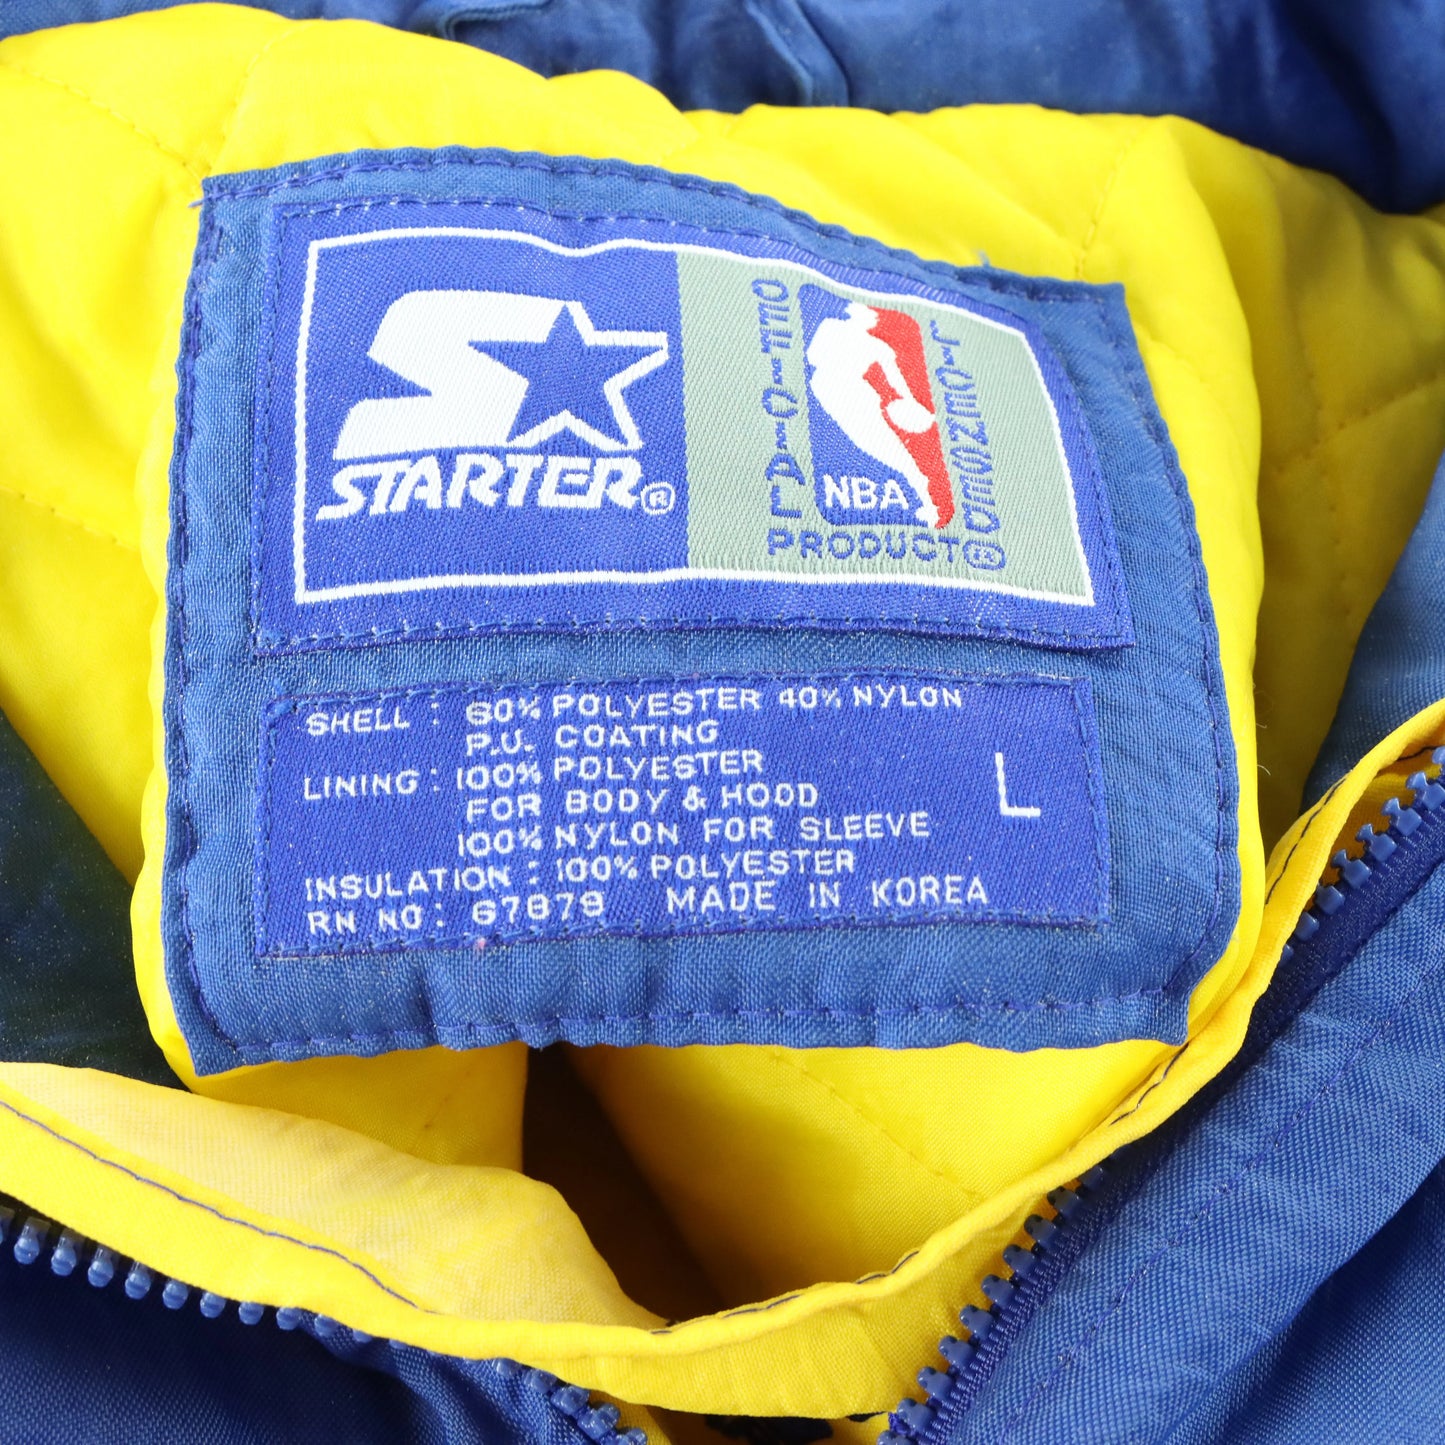 STARTER®
OFFICIAL
LICENSED
NBA
PRODUCT®
SHELL : 60% POLYESTER 40% NYLON
P.U. COATING
LINING : 100% POLYESTER
FOR BODY & HOOD
100% NYLON FOR SLEEVE
INSULATION : 100% POLYESTER
RN NO : 67879 MADE IN KOREA
L